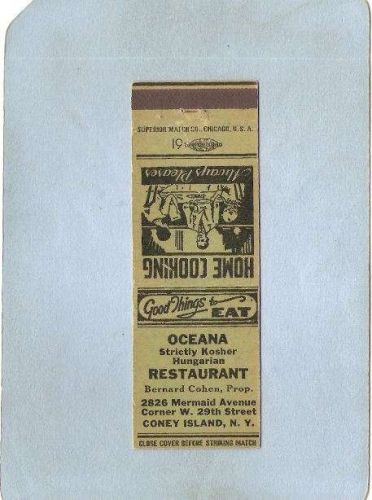 SUPERIOR MATCH CO., CHICAGO, U.S.A.
19
Always Pleases
HOME COOKING
Good Things to EAT
OCEANA
Strictly Kosher
Hungarian
RESTAURANT
Bernard Cohen, Prop.
2826 Mermaid Avenue
Corner W. 29th Street
CONEY ISLAND, N. Y.
CLOSE COVER BEFORE STRIKING MATCH